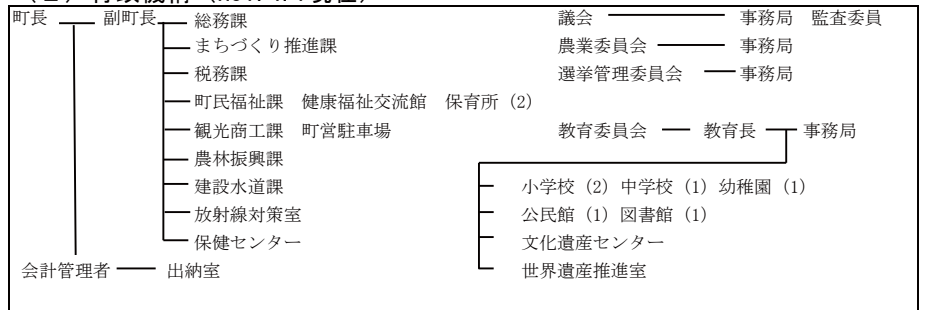 町長 副町長 総務課 議会 事務局 監査委員
まちづくり推進課 農業委員会 事務局
税務課 選挙管理委員会 事務局
町民福祉課 健康福祉交流館 保育所(2)
観光商工課 町営駐車場 教育委員会 教育長 事務局
農林振興課
建設水道課 小学校(2) 中学校(1) 幼稚園(1)
放射線対策室 公民館(1) 図書館(1)
保健センター 文化遺産センター
会計管理者 出納室 世界遺産推進室